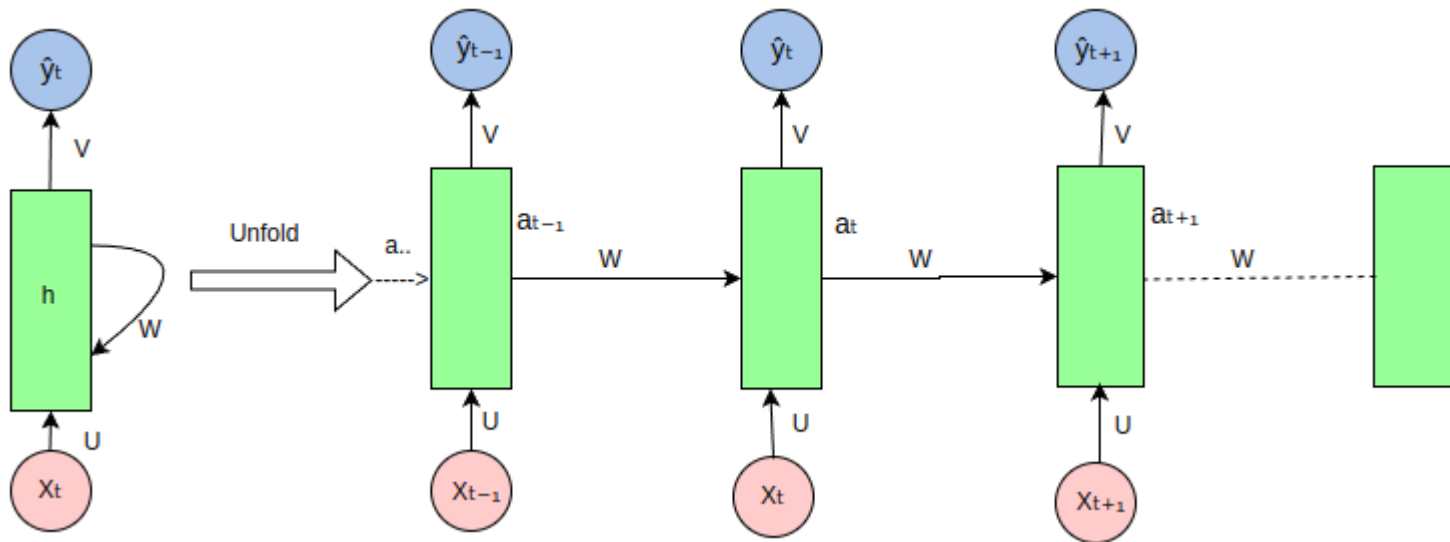 ŷt
V
h
W
U
Xt
Unfold
a..
ŷt−1
V
at−1
W
U
Xt−1
ŷt
V
at
W
U
Xt
ŷt+1
V
at+1
W
U
Xt+1